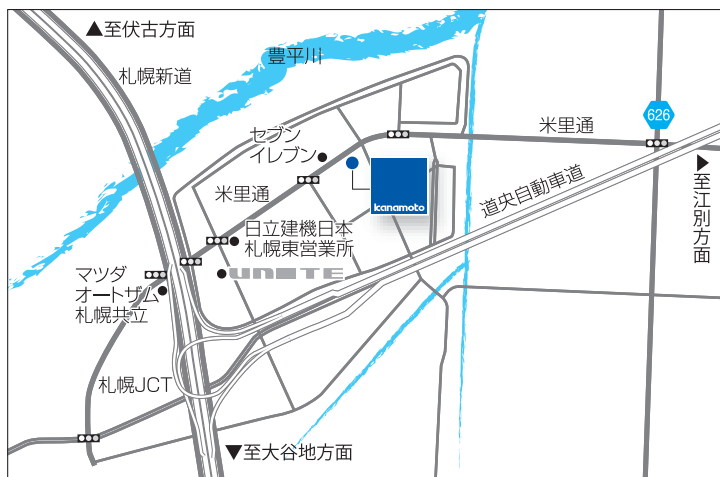 ▲至伏古方面
札幌新道
豊平川
626
米里通
セブン
イレブン
米里通
kanamoto
道央自動車道
▶至江別方面
日立建機日本
札幌東営業所
UNITE
マツダ
オートザム
札幌共立
札幌JCT
▼至大谷地方面